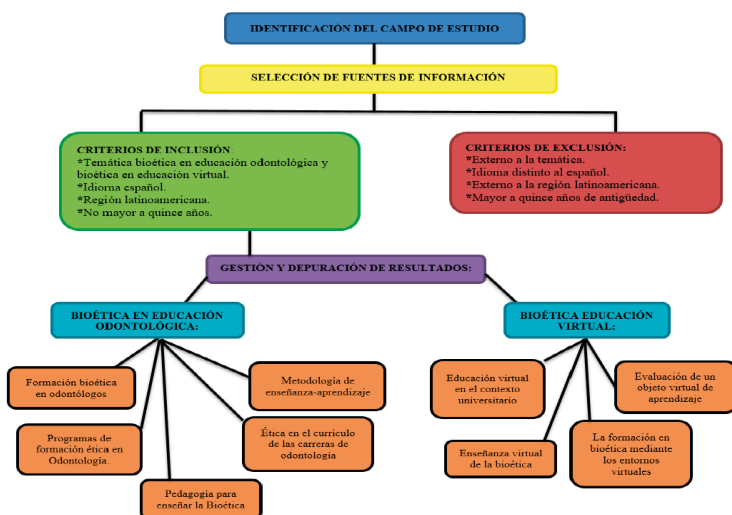 IDENTIFICACIÓN DEL CAMPO DE ESTUDIO
SELECCIÓN DE FUENTES DE INFORMACIÓN
CRITERIOS DE INCLUSIÓN:
*Temática bioética en educación odontológica y
bioética en educación virtual.
*Idioma español.
*Región latinoamericana.
*No mayor a quince años.
CRITERIOS DE EXCLUSIÓN:
*Externo a la temática.
*Idioma distinto al español.
*Externo a la región latinoamericana.
*Mayor a quince años de antigüedad.
GESTIÓN Y DEPURACIÓN DE RESULTADOS:
BIOÉTICA EN EDUCACIÓN
ODONTOLÓGICA:
BIOÉTICA EDUCACIÓN
VIRTUAL:
Formación bioética
en odontólogos
Metodología de
enseñanza-aprendizaje
Programas de
formación ética en
Odontología.
Ética en el currículo
de las carreras de
odontología
Pedagogía para
enseñar la Bioética
Educación virtual
en el contexto
universitario
Evaluación de un
objeto virtual de
aprendizaje
Enseñanza virtual
de la bioética
La formación en
bioética mediante
los entornos
virtuales